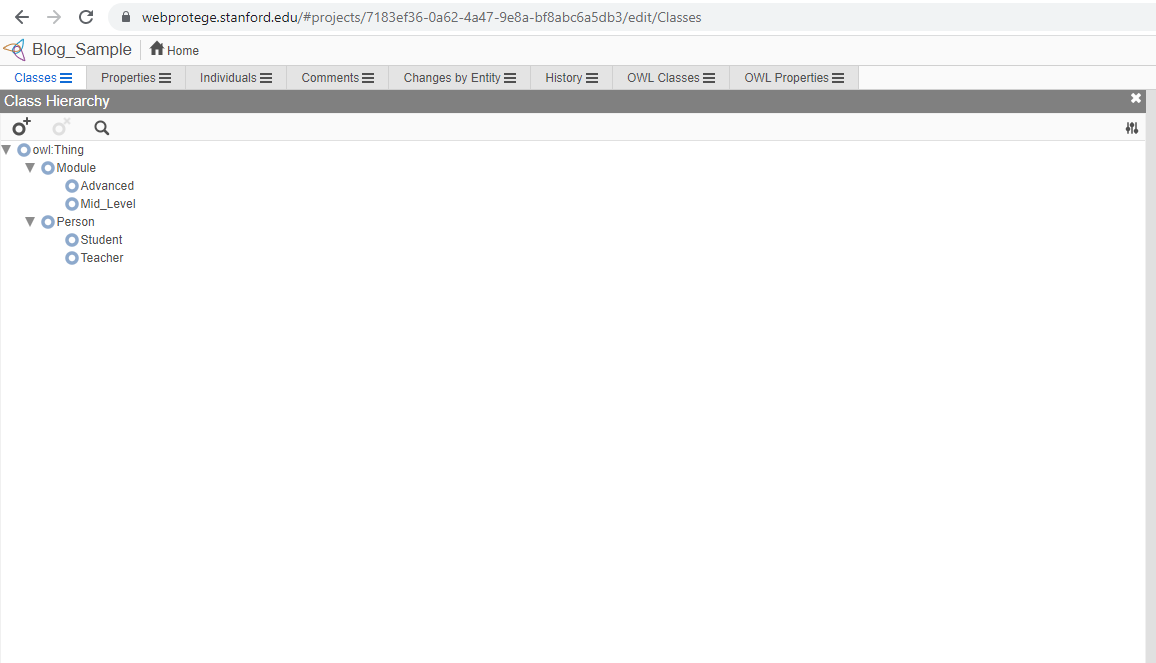 webprotege.stanford.edu/#projects/7183ef36-0a62-4a47-9e8a-bf8abc6a5db3/edit/Classes
Blog_Sample Home
Classes Properties Individuals Comments Changes by Entity History OWL Classes OWL Properties
Class Hierarchy
owl:Thing
Module
Advanced
Mid_Level
Person
Student
Teacher